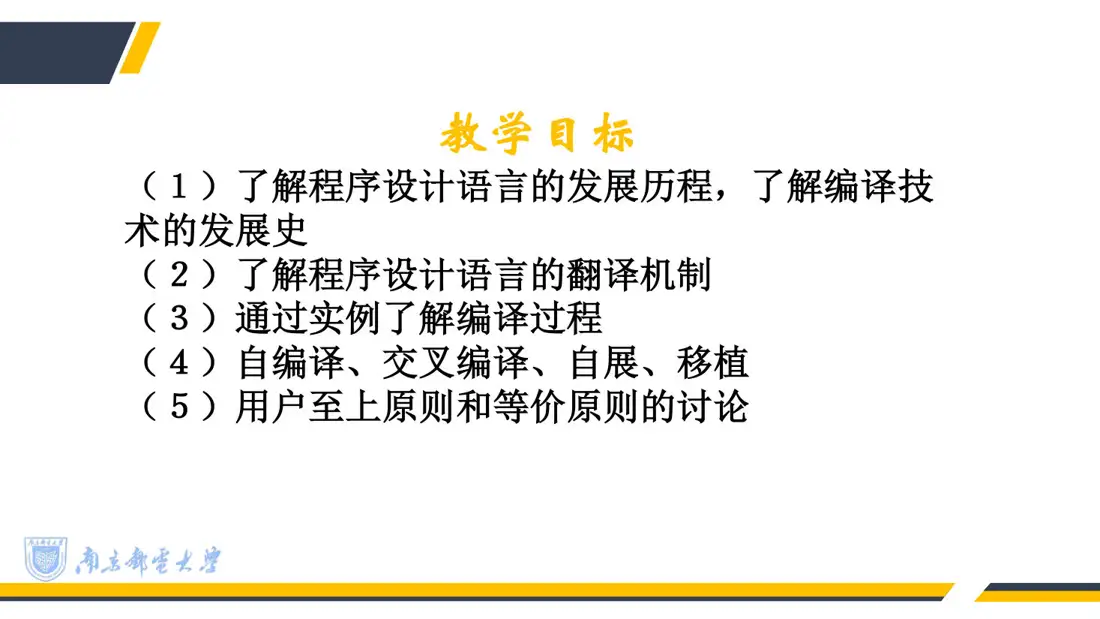 教学目标
（１）了解程序设计语言的发展历程，了解编译技
术的发展史
（２）了解程序设计语言的翻译机制
（３）通过实例了解编译过程
（４）自编译、交叉编译、自展、移植
（５）用户至上原则和等价原则的讨论
南京邮电大学